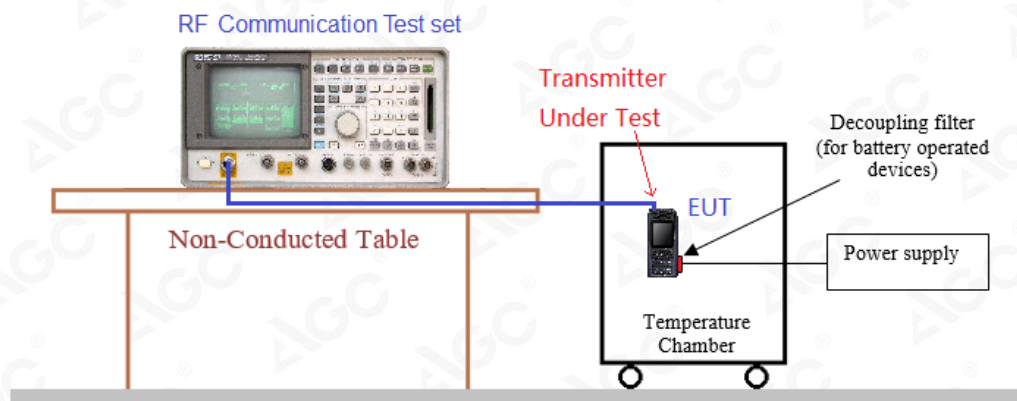 RF Communication Test set
Transmitter
Under Test
Decoupling filter
(for battery operated
devices)
EUT
Non-Conducted Table
Power supply
Temperature
Chamber
AGC